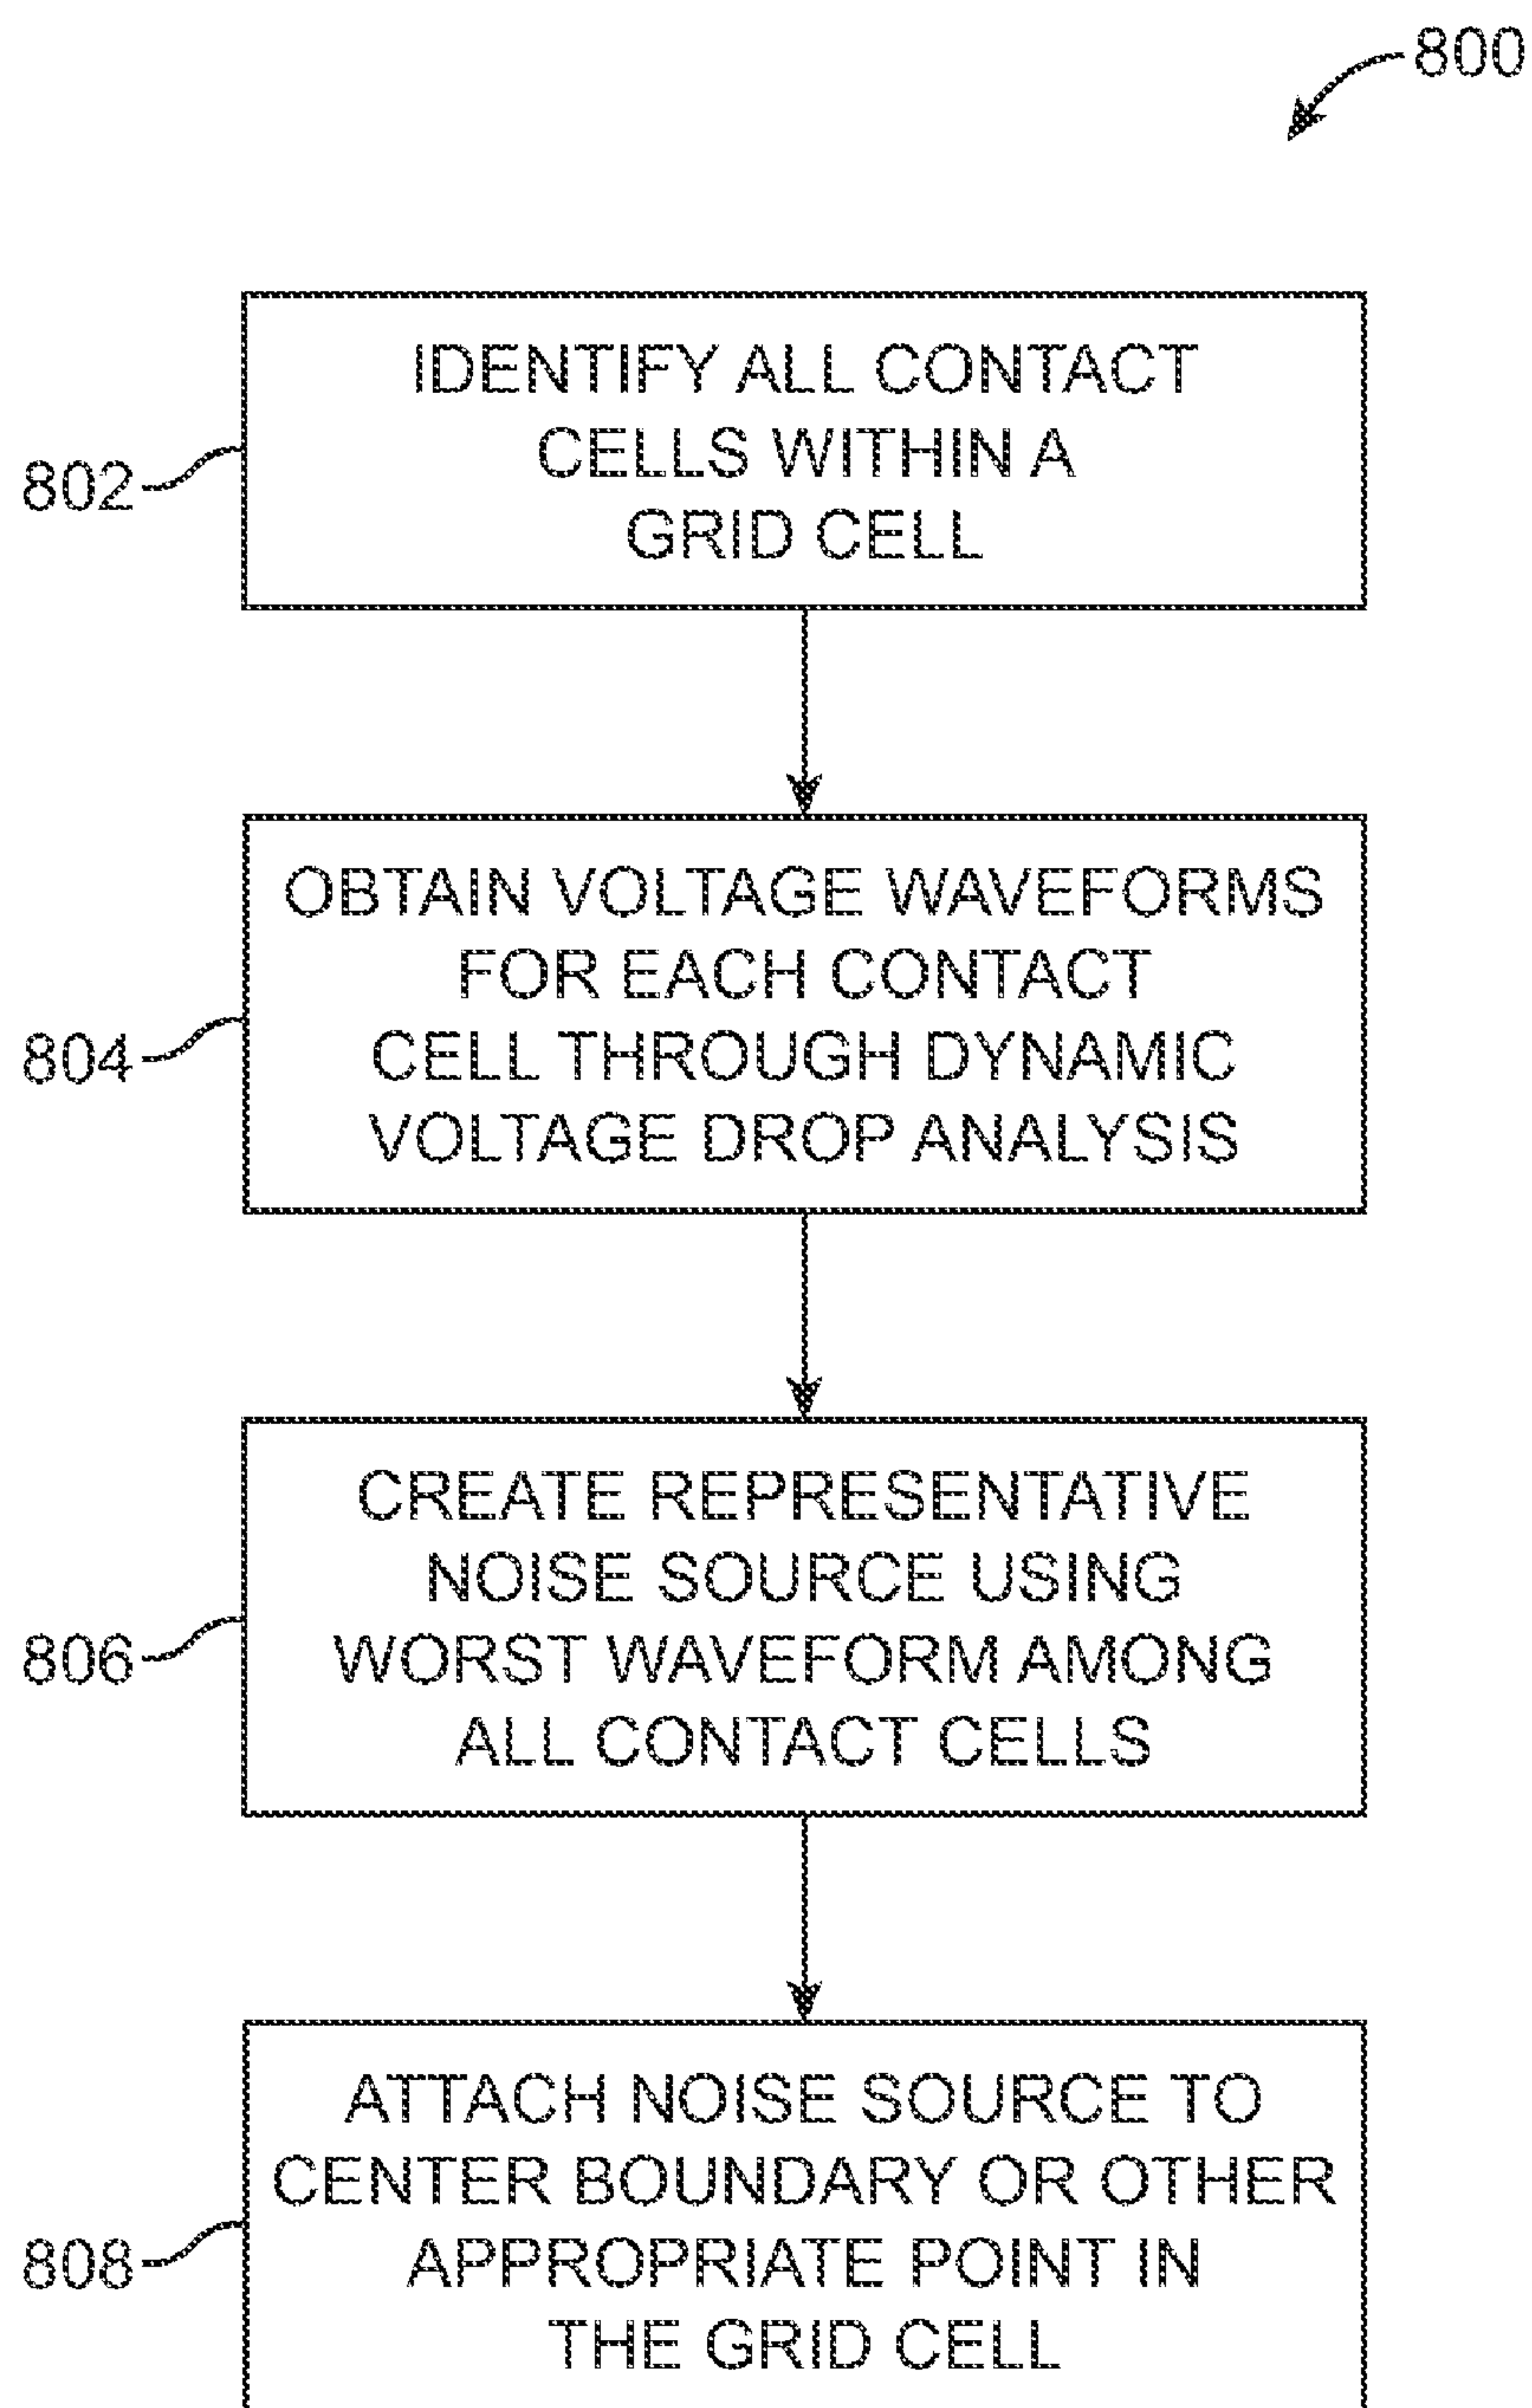 800
IDENTIFY ALL CONTACT
CELLS WITHIN A
GRID CELL
802
OBTAIN VOLTAGE WAVEFORMS
FOR EACH CONTACT
CELL THROUGH DYNAMIC
VOLTAGE DROP ANALYSIS
804
CREATE REPRESENTATIVE
NOISE SOURCE USING
WORST WAVEFORM AMONG
ALL CONTACT CELLS
806
ATTACH NOISE SOURCE TO
CENTER BOUNDARY OR OTHER
APPROPRIATE POINT IN
THE GRID CELL
808